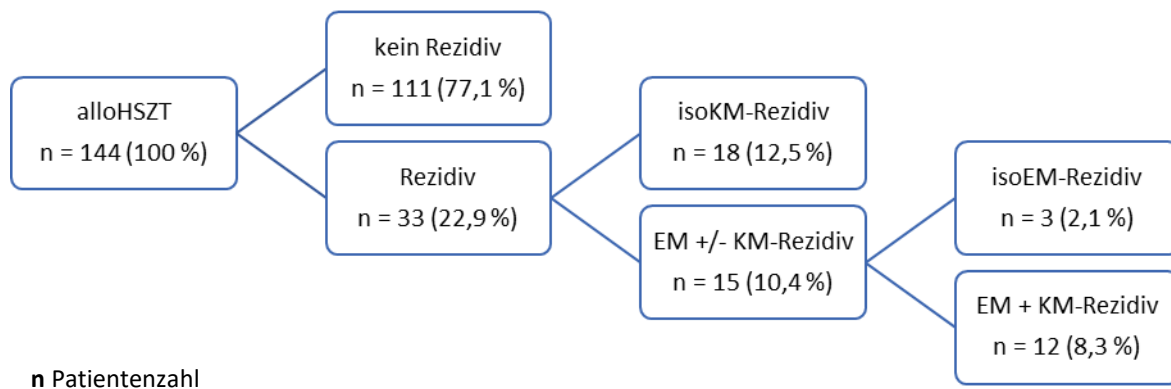 alloHSZT
n = 144 (100 %)
kein Rezidiv
n = 111 (77,1 %)
Rezidiv
n = 33 (22,9 %)
isoKM-Rezidiv
n = 18 (12,5 %)
EM +/- KM-Rezidiv
n = 15 (10,4 %)
isoEM-Rezidiv
n = 3 (2,1 %)
EM + KM-Rezidiv
n = 12 (8,3 %)
n Patientenzahl